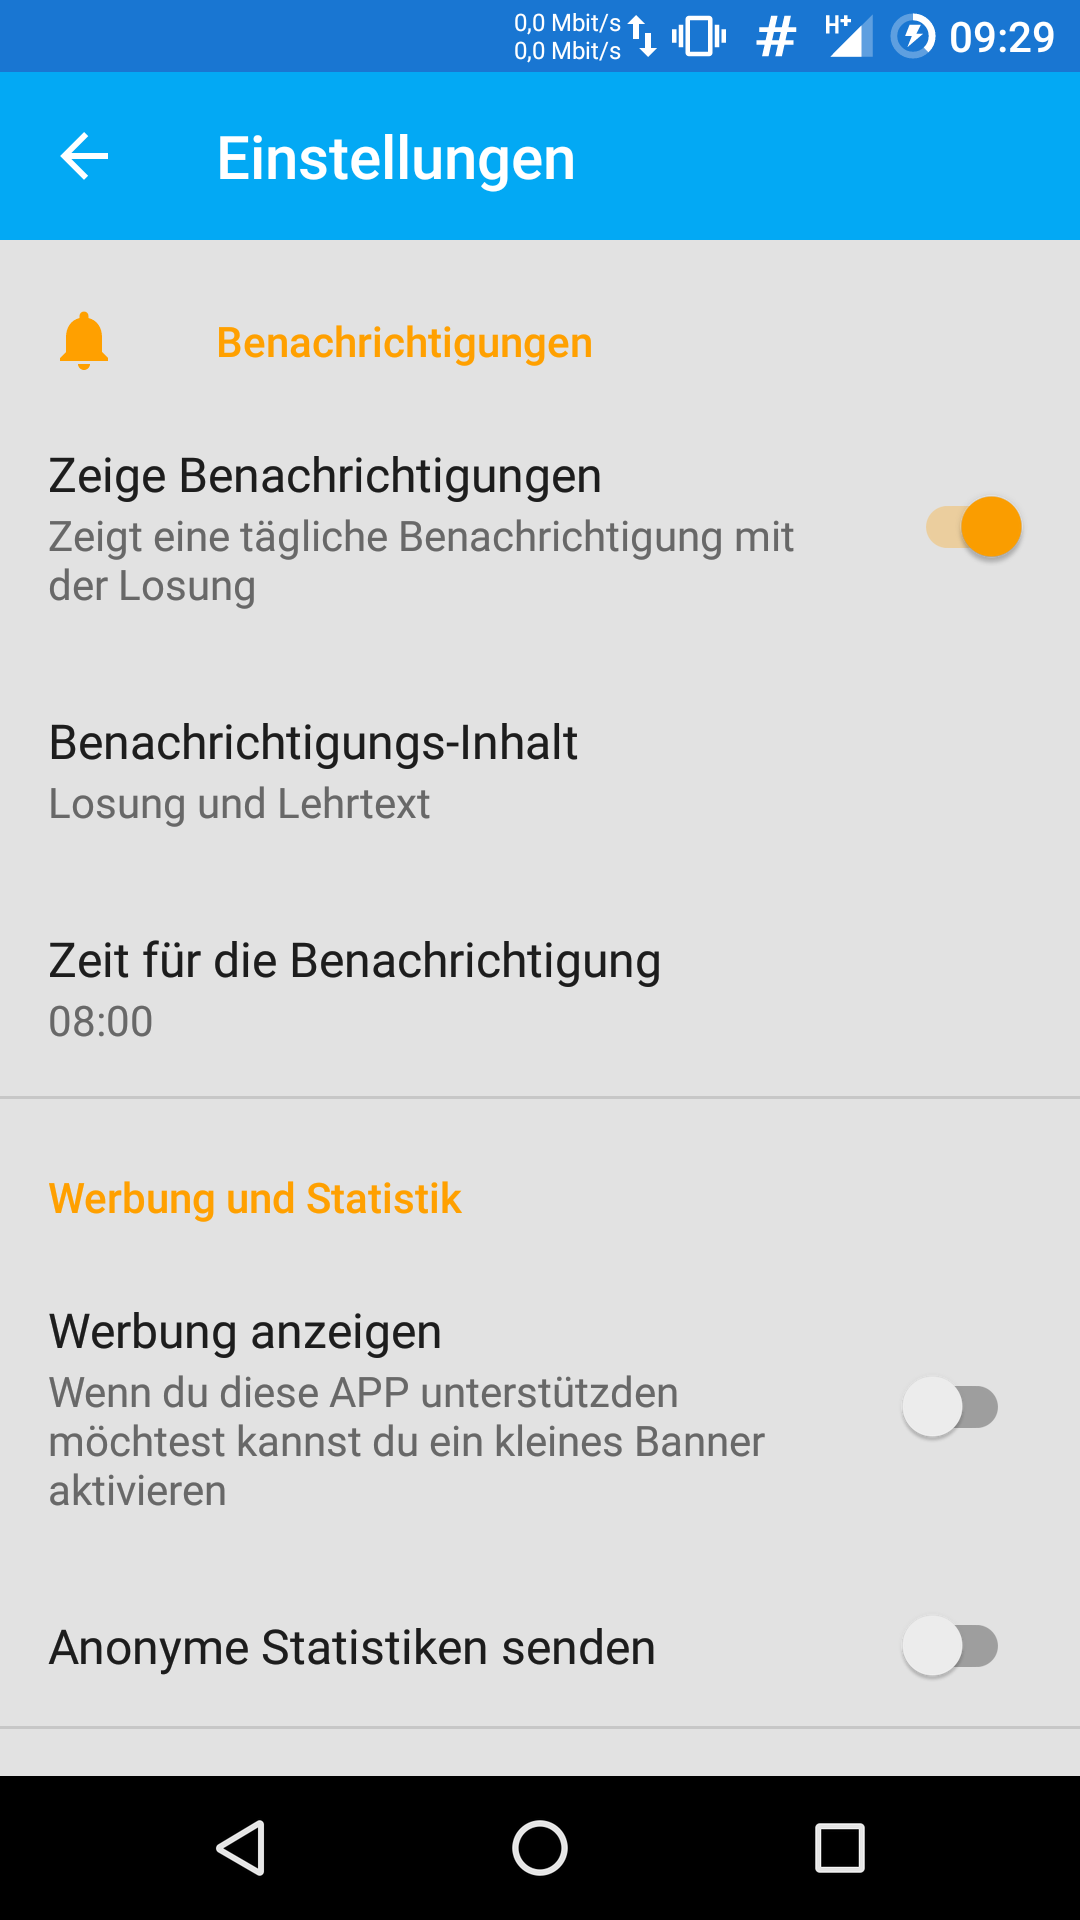 0,0 Mbit/s
0,0 Mbit/s
# H+ 09:29
Einstellungen
Benachrichtigungen
Zeige Benachrichtigungen
Zeigt eine tägliche Benachrichtigung mit
der Losung
Benachrichtigungs-Inhalt
Losung und Lehrtext
Zeit für die Benachrichtigung
08:00
Werbung und Statistik
Werbung anzeigen
Wenn du diese APP unterstützden
möchtest kannst du ein kleines Banner
aktivieren
Anonyme Statistiken senden